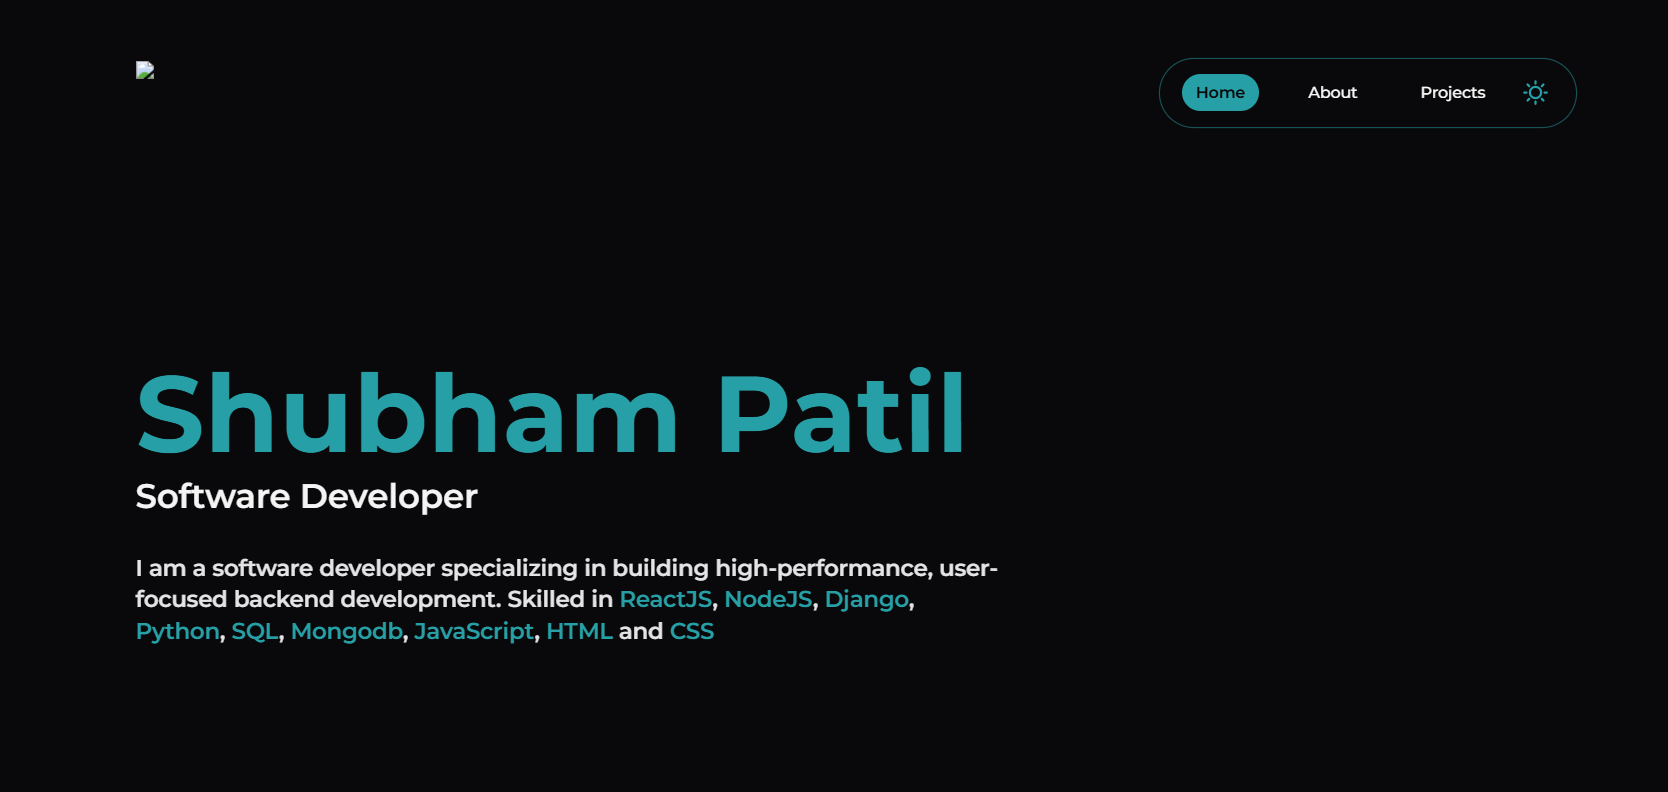 Home
About
Projects
Shubham Patil
Software Developer
I am a software developer specializing in building high-performance, user-
focused backend development. Skilled in ReactJS, NodeJS, Django,
Python, SQL, Mongodb, JavaScript, HTML and CSS